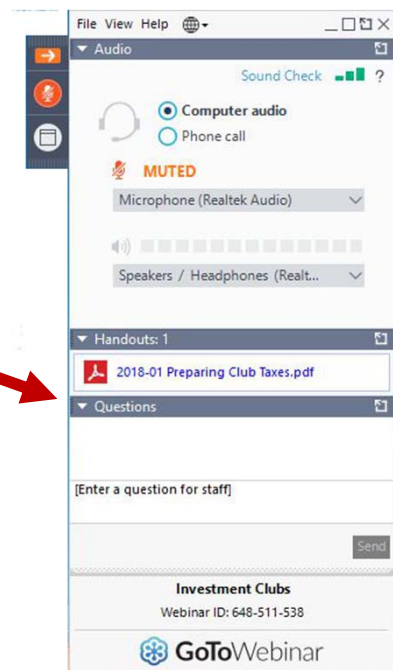 File View Help
Audio
Sound Check ?
Computer audio
Phone call
MUTED
Microphone (Realtek Audio)
Speakers / Headphones (Realt...
Handouts: 1
2018-01 Preparing Club Taxes.pdf
Questions
[Enter a question for staff]
Send
Investment Clubs
Webinar ID: 648-511-538
GoToWebinar